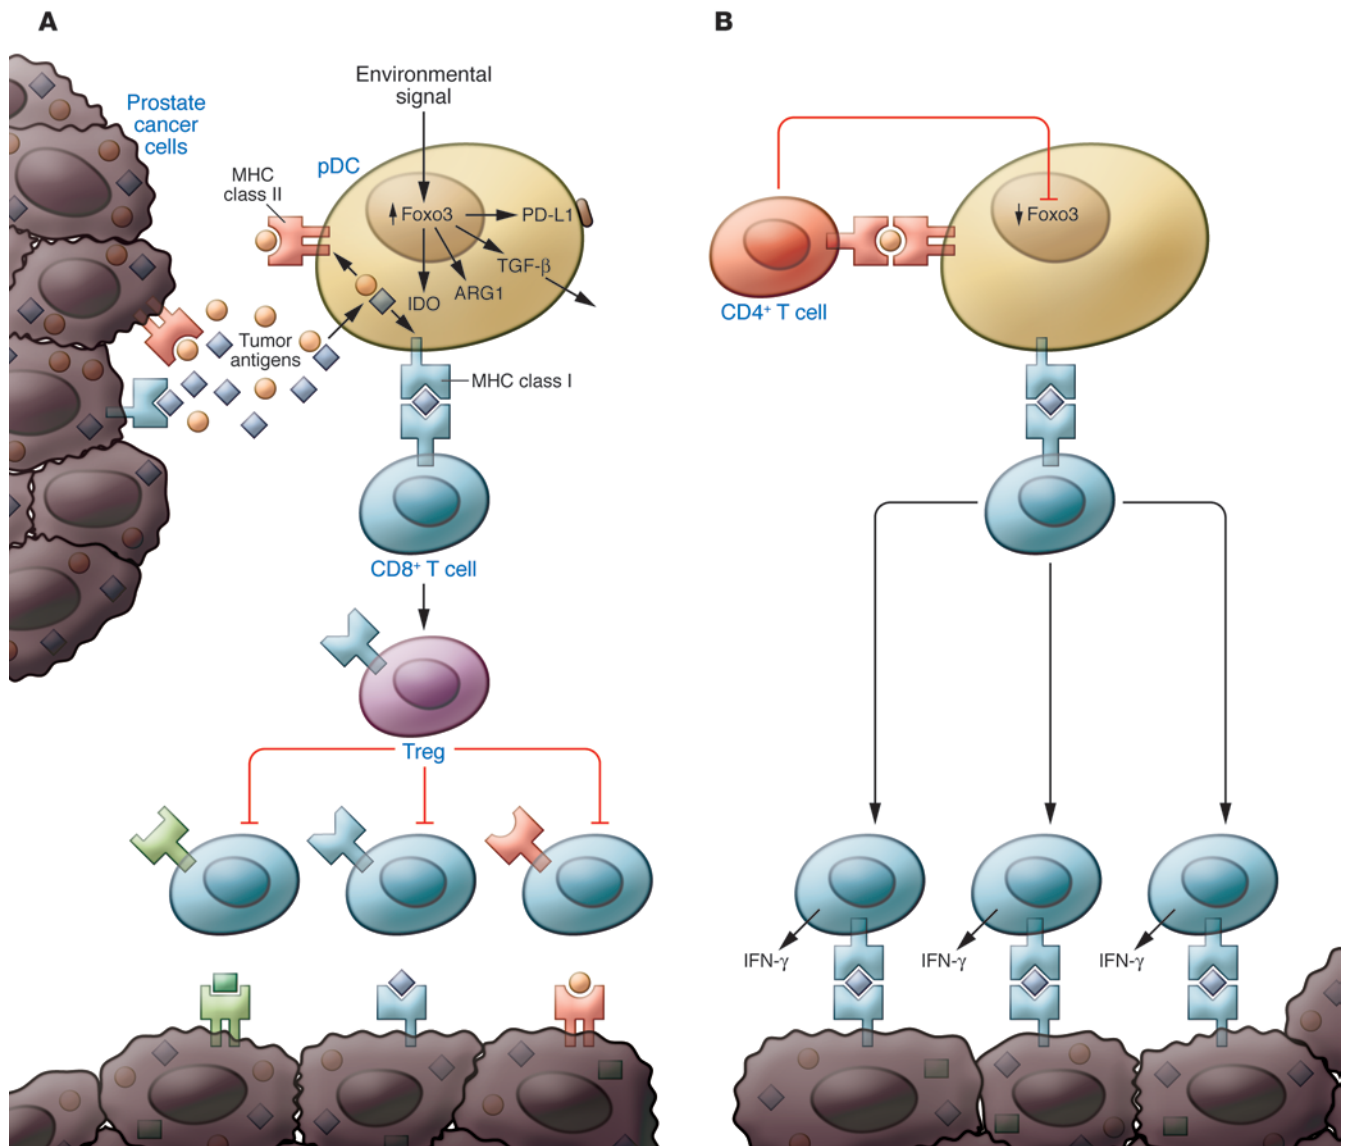 A
Environmental
signal
Prostate
cancer
cells
pDC
MHC
class II
Foxo3
PD-L1
TGF-β
ARG1
IDO
Tumor
antigens
MHC class I
CD8+ T cell
Treg
B
Foxo3
CD4+ T cell
IFN-γ
IFN-γ
IFN-γ